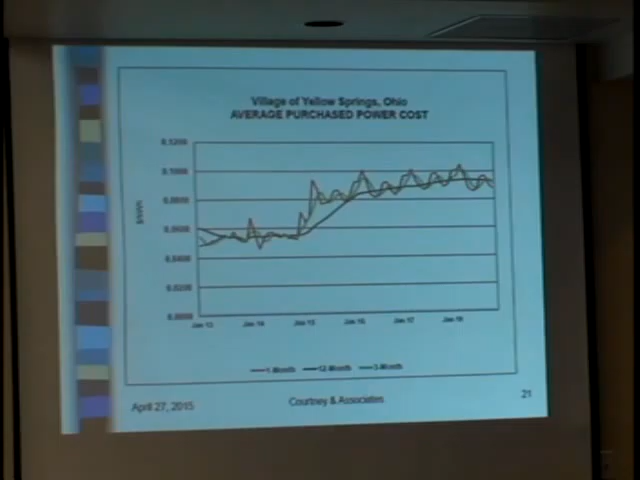 Village of Yellow Springs, Ohio
AVERAGE PURCHASED POWER COST
0.1200
0.1000
0.0800
0.0600
0.0400
0.0200
0.0000
$/kWh
Jan 13 Jan 14 Jan 15 Jan 16 Jan 17 Jan 18
1-Month 12-Month 3-Month
April 27, 2015
Courtney & Associates
21